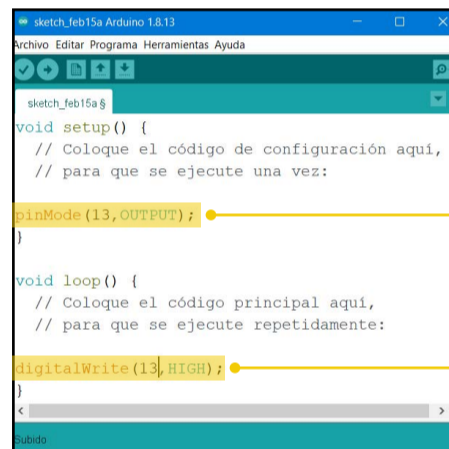 sketch_feb15a Arduino 1.8.13
Archivo Editar Programa Herramientas Ayuda
sketch_feb15a §
void setup() {
// Coloque el código de configuración aquí,
// para que se ejecute una vez:
pinMode(13,OUTPUT);
}
void loop() {
// Coloque el código principal aquí,
// para que se ejecute repetidamente:
digitalWrite(13,HIGH);
}
Subido